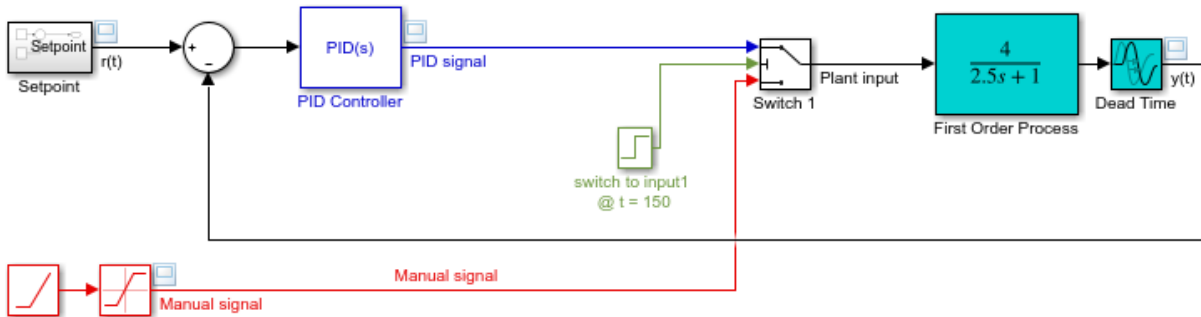 Setpoint
r(t)
Setpoint
+
−
PID(s)
PID Controller
PID signal
switch to input1
@ t = 150
Switch 1
Plant input
4
2.5s + 1
First Order Process
Dead Time
y(t)
Manual signal
Manual signal